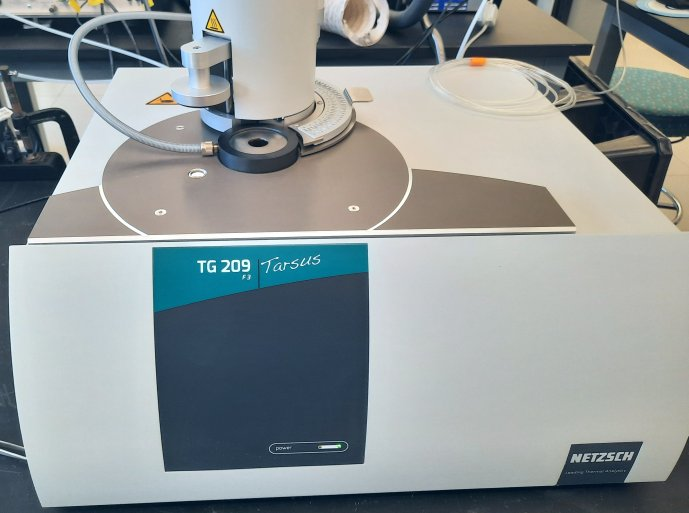 TG 209 Tarsus
F3
power
NETZSCH
Leading Thermal Analysis